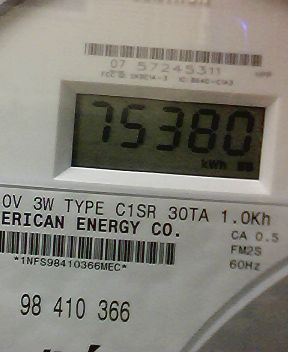 07 57245311
75380
kWh
0V 3W TYPE C1SR 30TA 1.0Kh
ERICAN ENERGY CO.
CA 0.5
FM2S
60Hz
*1NFS98410366MEC*
98 410 366